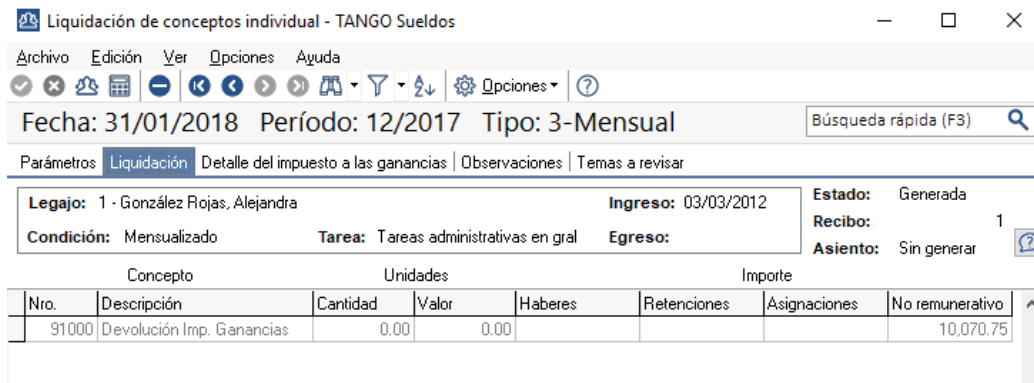 Liquidación de conceptos individual - TANGO Sueldos
Archivo Edición Ver Opciones Ayuda
Opciones
Fecha: 31/01/2018 Período: 12/2017 Tipo: 3-Mensual Búsqueda rápida (F3)
Parámetros Liquidación Detalle del impuesto a las ganancias Observaciones Temas a revisar
Legajo: 1 - González Rojas, Alejandra Ingreso: 03/03/2012 Estado: Generada
Recibo: 1
Condición: Mensualizado Tarea: Tareas administrativas en gral Egreso: Asiento: Sin generar
Concepto Unidades Importe
Nro. Descripción Cantidad Valor Haberes Retenciones Asignaciones No remunerativo
91000 Devolución Imp. Ganancias 0.00 0.00 10,070.75